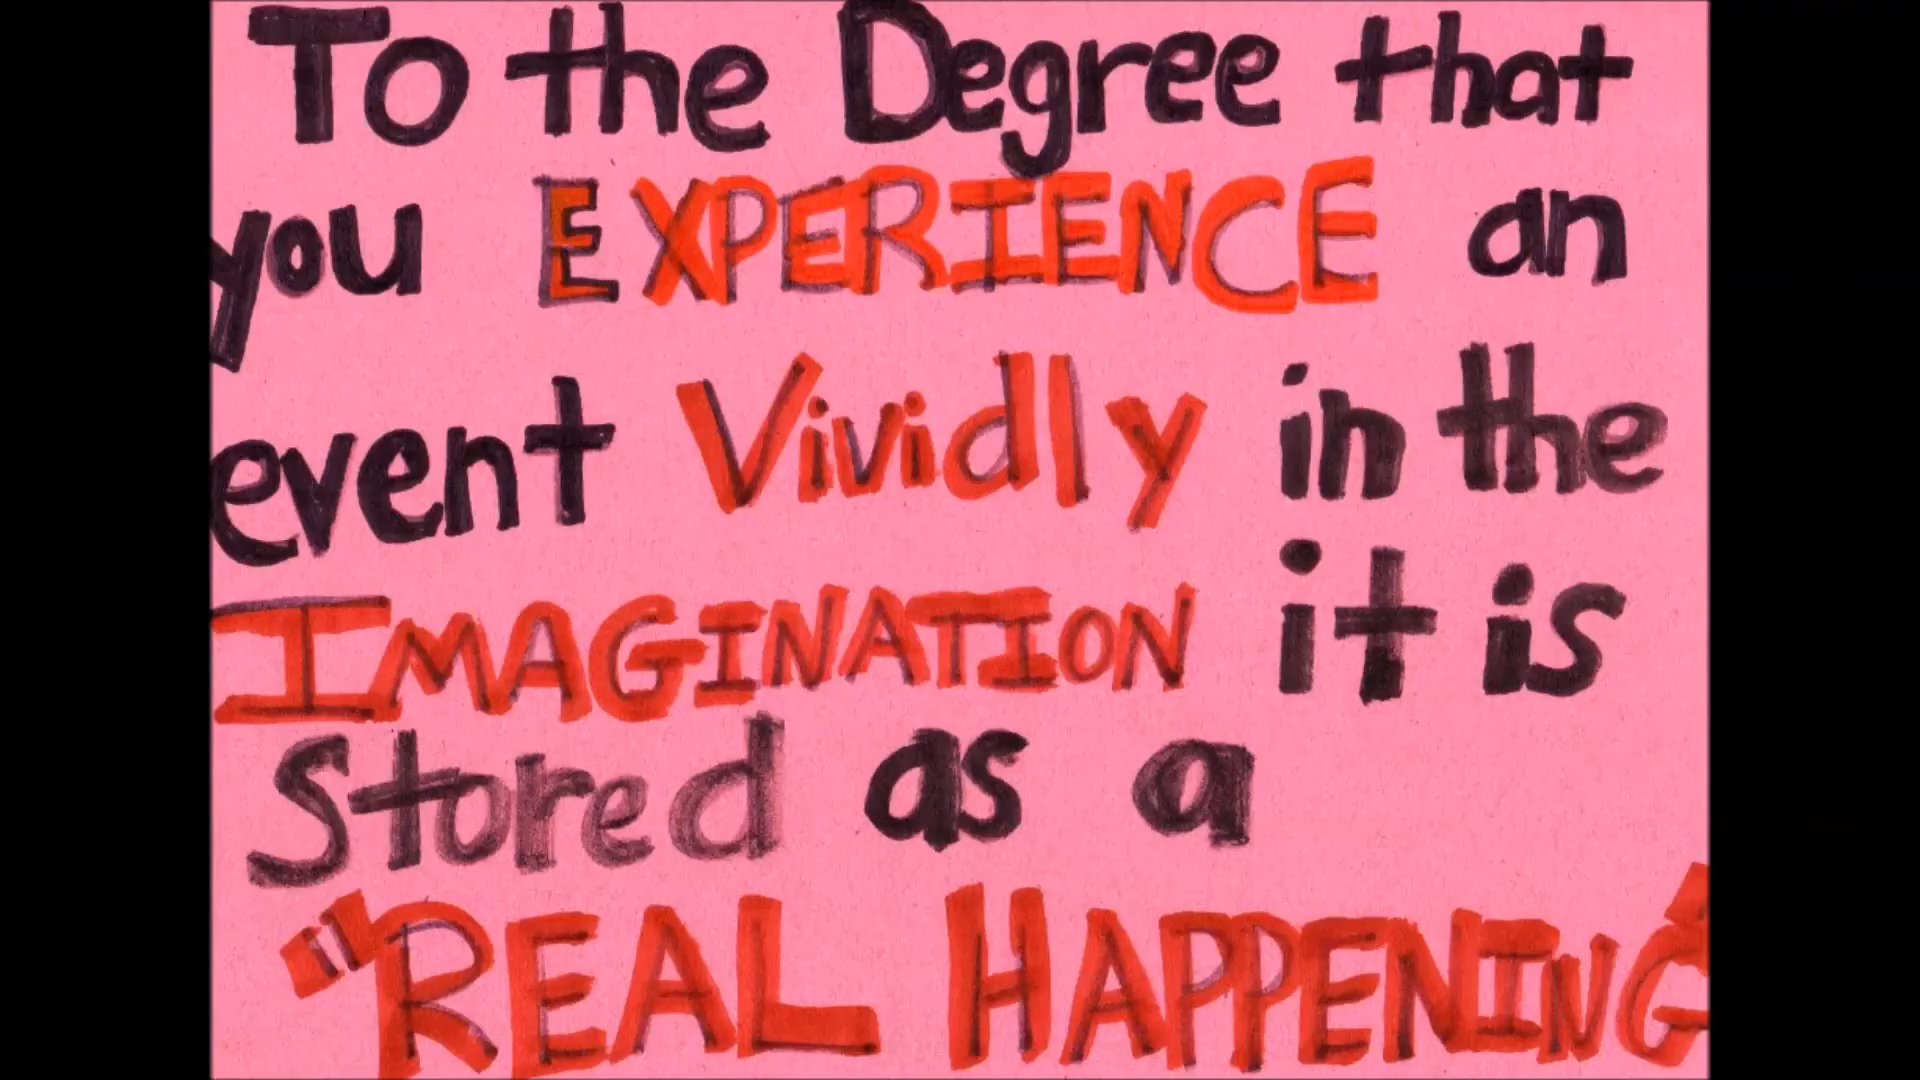 To the Degree that
you EXPERIENCE an
event Vividly in the
IMAGINATION it is
Stored as a
"REAL HAPPENING"